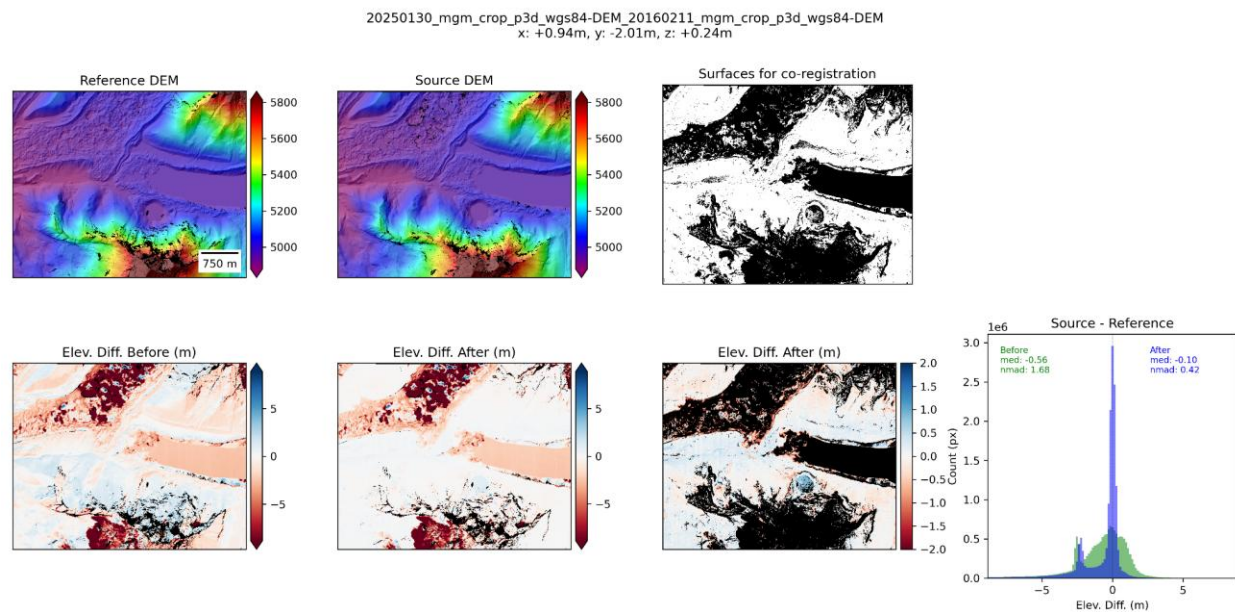 20250130_mgm_crop_p3d_wgs84-DEM_20160211_mgm_crop_p3d_wgs84-DEM
x: +0.94m, y: -2.01m, z: +0.24m
Reference DEM
5800
5600
5400
5200
5000
750 m
Source DEM
5800
5600
5400
5200
5000
Surfaces for co-registration
Elev. Diff. Before (m)
5
0
−5
Elev. Diff. After (m)
5
0
−5
Elev. Diff. After (m)
2.0
1.5
1.0
0.5
0.0
−0.5
−1.0
−1.5
−2.0
Source - Reference
1e6
3.0
2.5
2.0
1.5
1.0
0.5
0.0
Count (px)
Before
med: -0.56
nmad: 1.68
After
med: -0.10
nmad: 0.42
−5
0
5
Elev. Diff. (m)